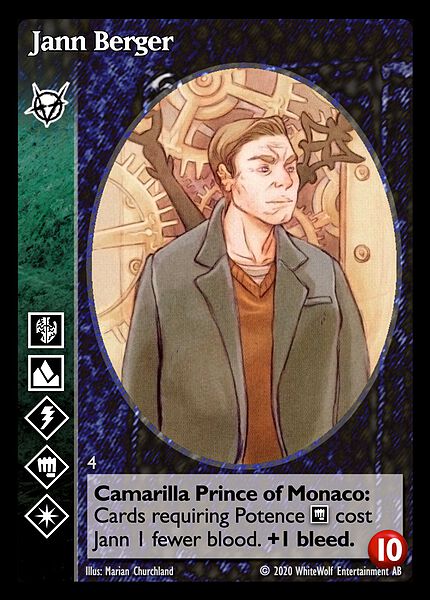 Jann Berger
4
Camarilla Prince of Monaco:
Cards requiring Potence cost
Jann 1 fewer blood. +1 bleed.
10
Illus: Marian Churchland © 2020 WhiteWolf Entertainment AB